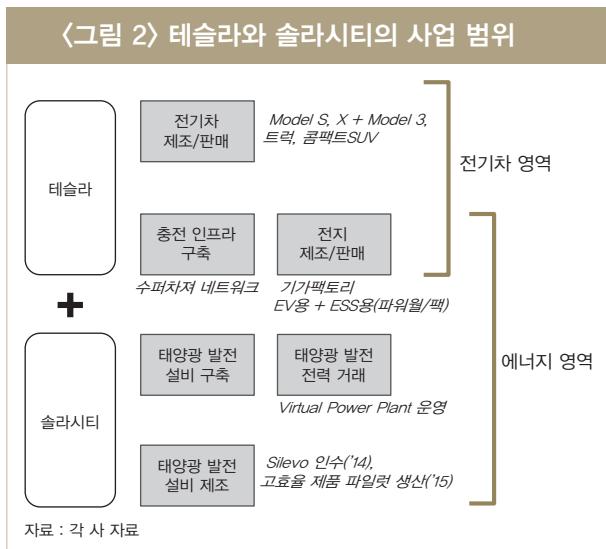 〈그림 2〉 테슬라와 솔라시티의 사업 범위
테슬라
전기차
제조/판매
Model S, X + Model 3,
트럭, 콤팩트SUV
전기차 영역
충전 인프라
구축
수퍼차져 네트워크
전지
제조/판매
기가팩토리
EV용 + ESS용(파워월/팩)
+
에너지 영역
솔라시티
태양광 발전
설비 구축
태양광 발전
전력 거래
Virtual Power Plant 운영
태양광 발전
설비 제조
Silevo 인수('14),
고효율 제품 파일럿 생산('15)
자료 : 각 사 자료